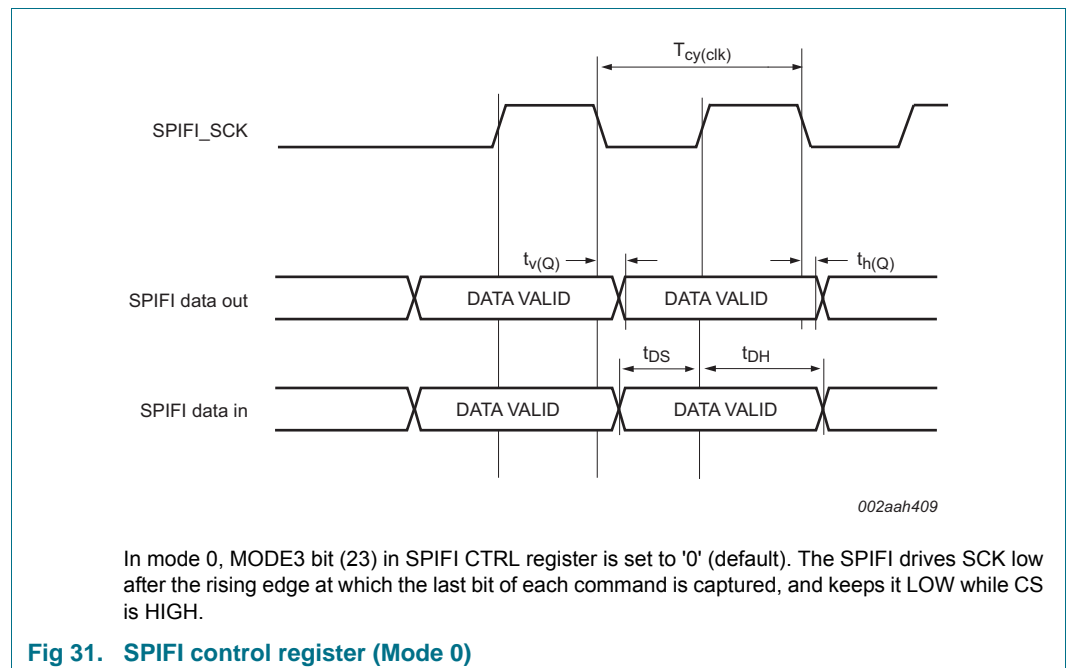 Tcy(clk)
SPIFI_SCK
tv(Q)
th(Q)
SPIFI data out
DATA VALID
DATA VALID
tDS
tDH
SPIFI data in
DATA VALID
DATA VALID
002aah409
In mode 0, MODE3 bit (23) in SPIFI CTRL register is set to '0' (default). The SPIFI drives SCK low
after the rising edge at which the last bit of each command is captured, and keeps it LOW while CS
is HIGH.
Fig 31. SPIFI control register (Mode 0)